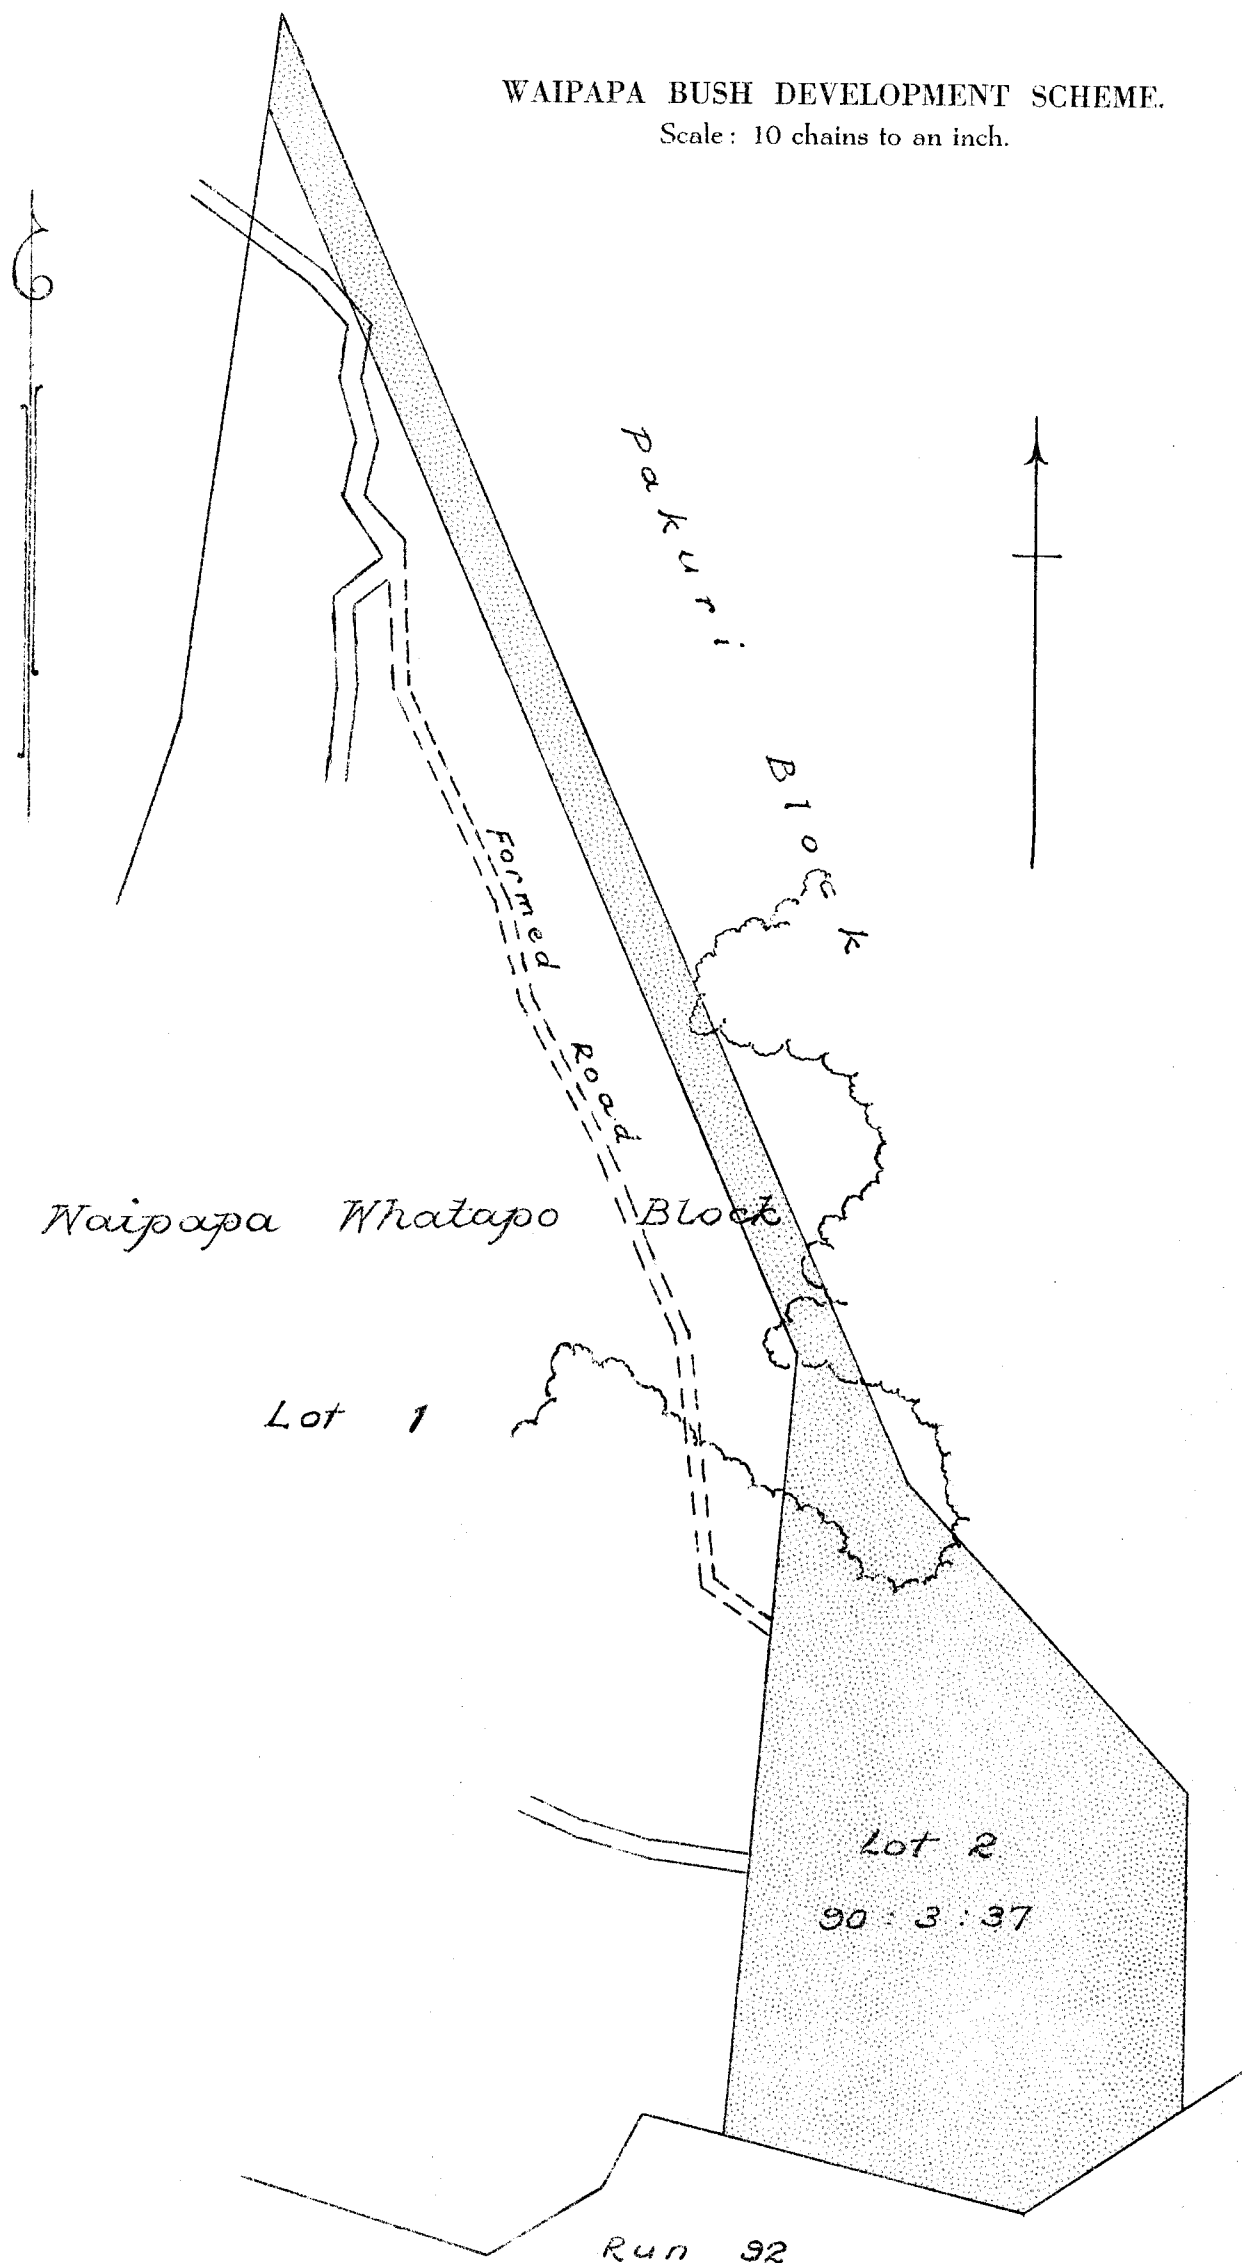 WAIPAPA BUSH DEVELOPMENT SCHEME.
Scale: 10 chains to an inch.
Pakuri Block
Formed Road
Waipapa Whatapo Block
Lot 1
Lot 2
90 : 3 : 37
Run 92